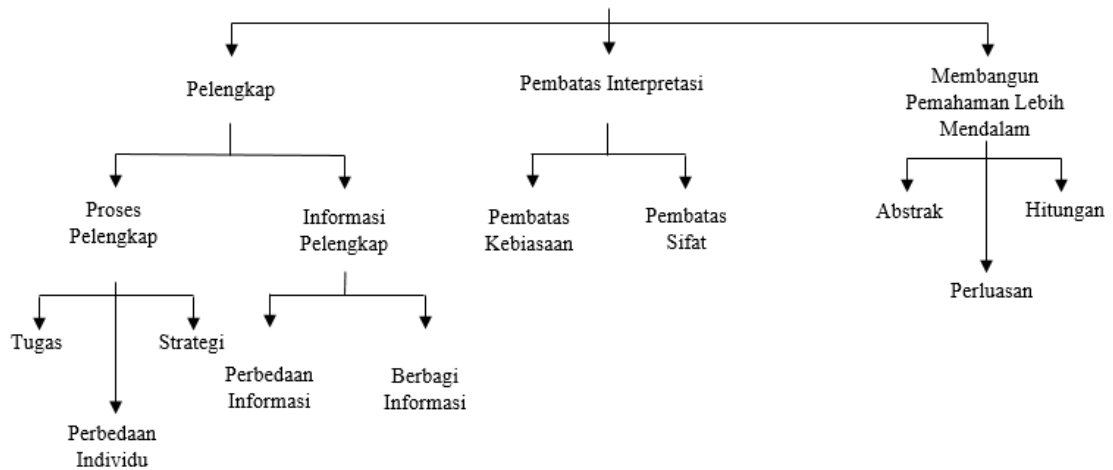 Pelengkap
Pembatas Interpretasi
Membangun
Pemahaman Lebih
Mendalam
Proses
Pelengkap
Informasi
Pelengkap
Pembatas
Kebiasaan
Pembatas
Sifat
Abstrak
Hitungan
Perluasan
Tugas
Strategi
Perbedaan
Informasi
Berbagi
Informasi
Perbedaan
Individu